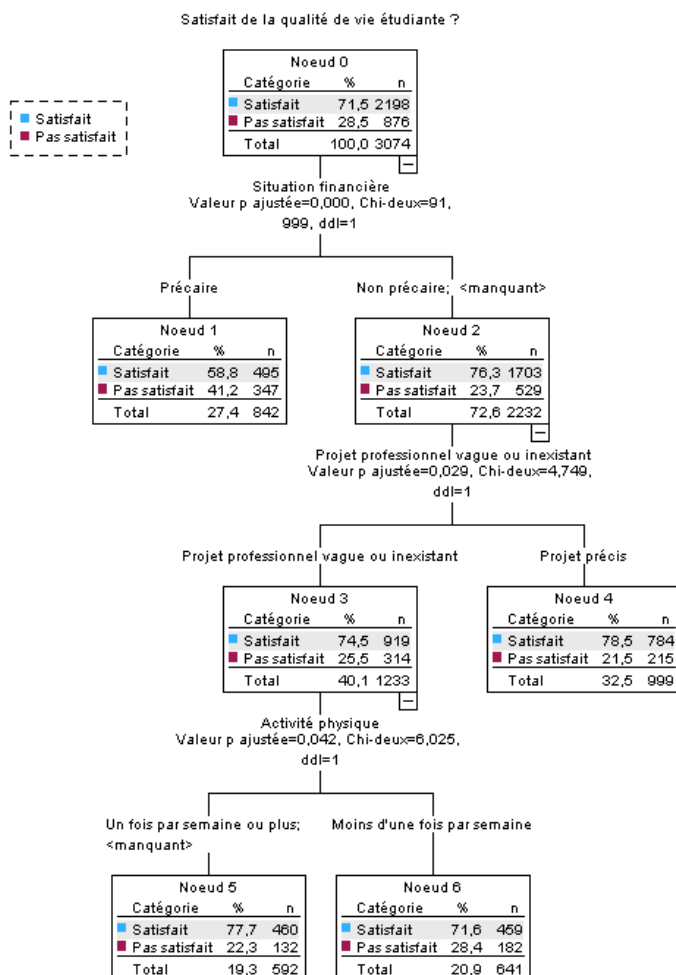 Satisfait de la qualité de vie étudiante ?
Satisfait
Pas satisfait
Noeud 0
Catégorie % n
Satisfait 71,5 2198
Pas satisfait 28,5 876
Total 100,0 3074
Situation financière
Valeur p ajustée=0,000, Chi-deux=91,
999, ddl=1
Précaire
Non précaire; <manquant>
Noeud 1
Catégorie % n
Satisfait 58,8 495
Pas satisfait 41,2 347
Total 27,4 842
Noeud 2
Catégorie % n
Satisfait 76,3 1703
Pas satisfait 23,7 529
Total 72,6 2232
Projet professionnel vague ou inexistant
Valeur p ajustée=0,029, Chi-deux=4,749,
ddl=1
Projet professionnel vague ou inexistant
Projet précis
Noeud 3
Catégorie % n
Satisfait 74,5 919
Pas satisfait 25,5 314
Total 40,1 1233
Noeud 4
Catégorie % n
Satisfait 78,5 784
Pas satisfait 21,5 215
Total 32,5 999
Activité physique
Valeur p ajustée=0,042, Chi-deux=6,025,
ddl=1
Un fois par semaine ou plus;
<manquant>
Moins d'une fois par semaine
Noeud 5
Catégorie % n
Satisfait 77,7 460
Pas satisfait 22,3 132
Total 19,3 592
Noeud 6
Catégorie % n
Satisfait 71,6 459
Pas satisfait 28,4 182
Total 20,9 641